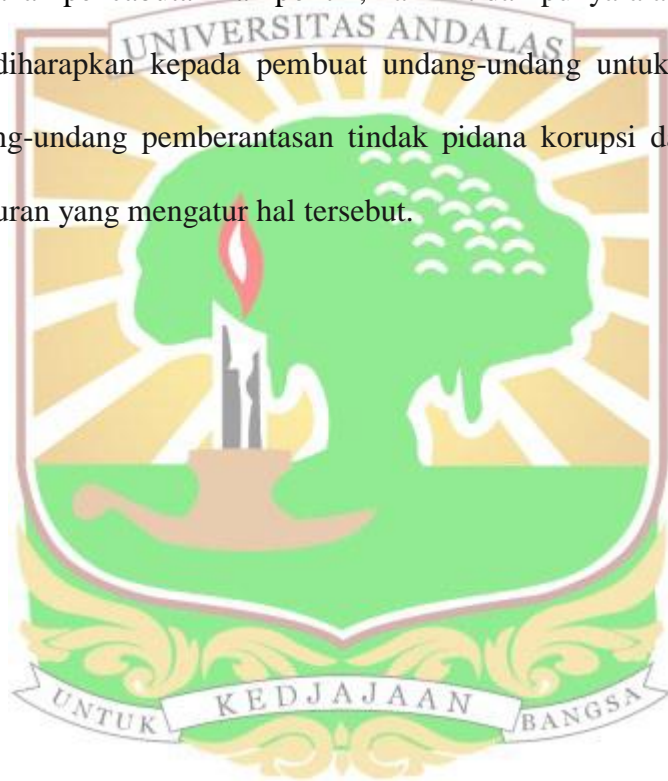 UNIVERSITAS ANDALAS
diharapkan kepada pembuat undang-undang untuk
ng-undang pemberantasan tindak pidana korupsi da
uran yang mengatur hal tersebut.
UNTUK KEDJAJAAN BANGSA